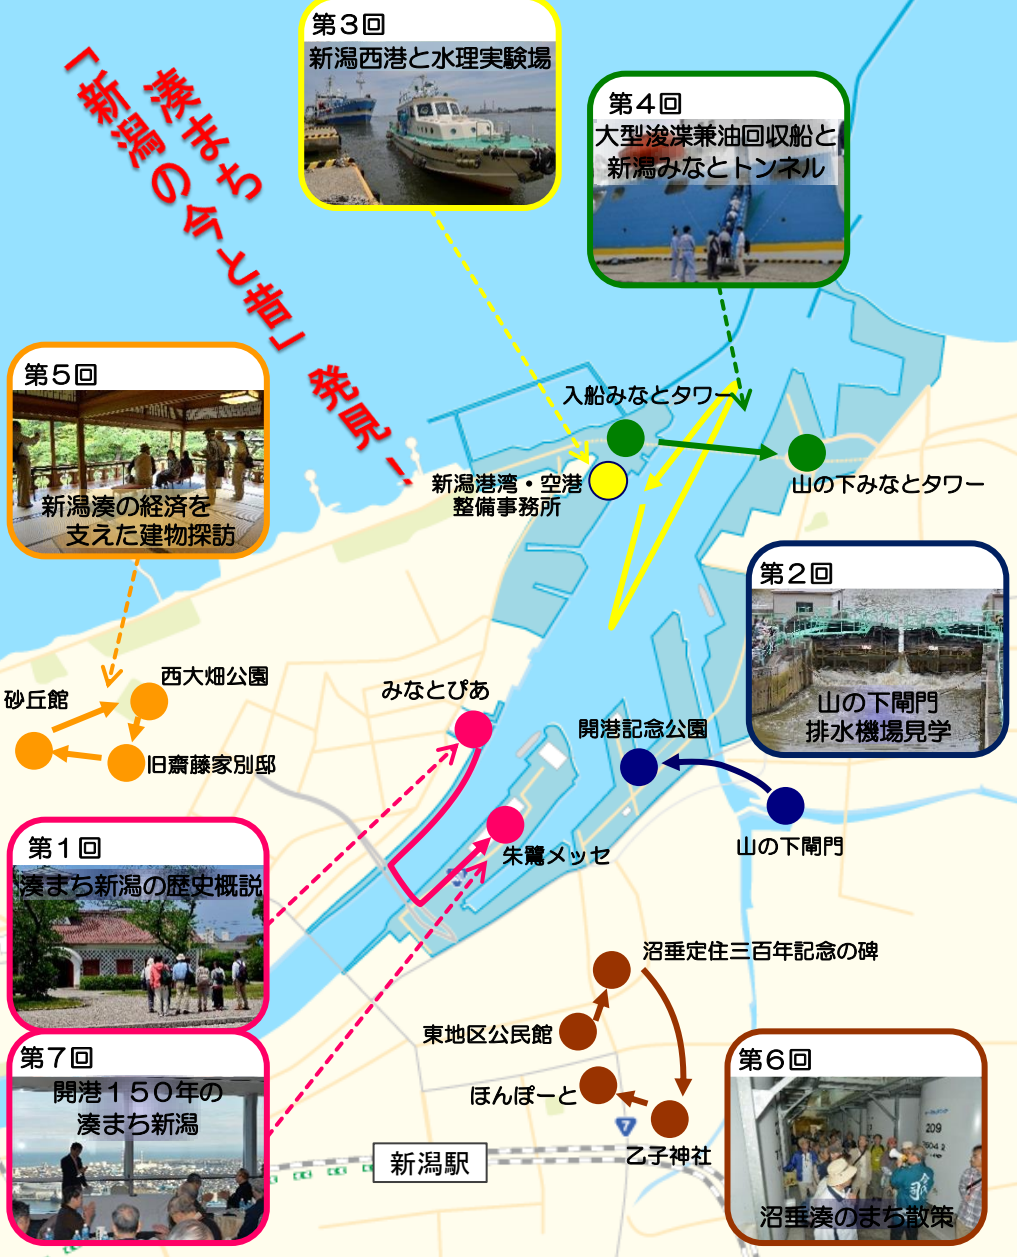 湊まち
「新潟の今と昔」発見！
第３回
新潟西港と水理実験場
第４回
大型浚渫兼油回収船と
新潟みなとトンネル
第５回
新潟湊の経済を
支えた建物探訪
入船みなとタワー
新潟港湾・空港
整備事務所
山の下みなとタワー
第２回
山の下閘門
排水機場見学
砂丘館
西大畑公園
旧齋藤家別邸
みなとぴあ
開港記念公園
山の下閘門
朱鷺メッセ
第１回
湊まち新潟の歴史概説
沼垂定住三百年記念の碑
東地区公民館
ほんぽーと
7
乙子神社
新潟駅
第７回
開港１５０年の
湊まち新潟
第６回
209
沼垂湊のまち散策